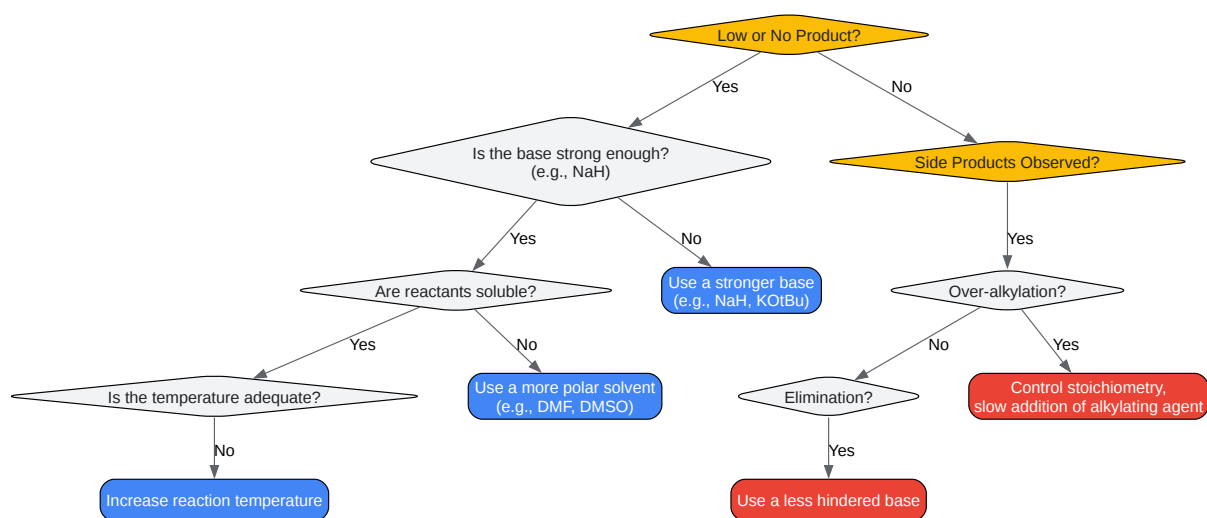 Low or No Product?
Yes
No
Is the base strong enough?
(e.g., NaH)
Side Products Observed?
Yes
No
Yes
Are reactants soluble?
Use a stronger base
(e.g., NaH, KOtBu)
Over-alkylation?
Yes
No
No
Yes
Is the temperature adequate?
Use a more polar solvent
(e.g., DMF, DMSO)
Elimination?
Control stoichiometry,
slow addition of alkylating agent
No
Yes
Increase reaction temperature
Use a less hindered base